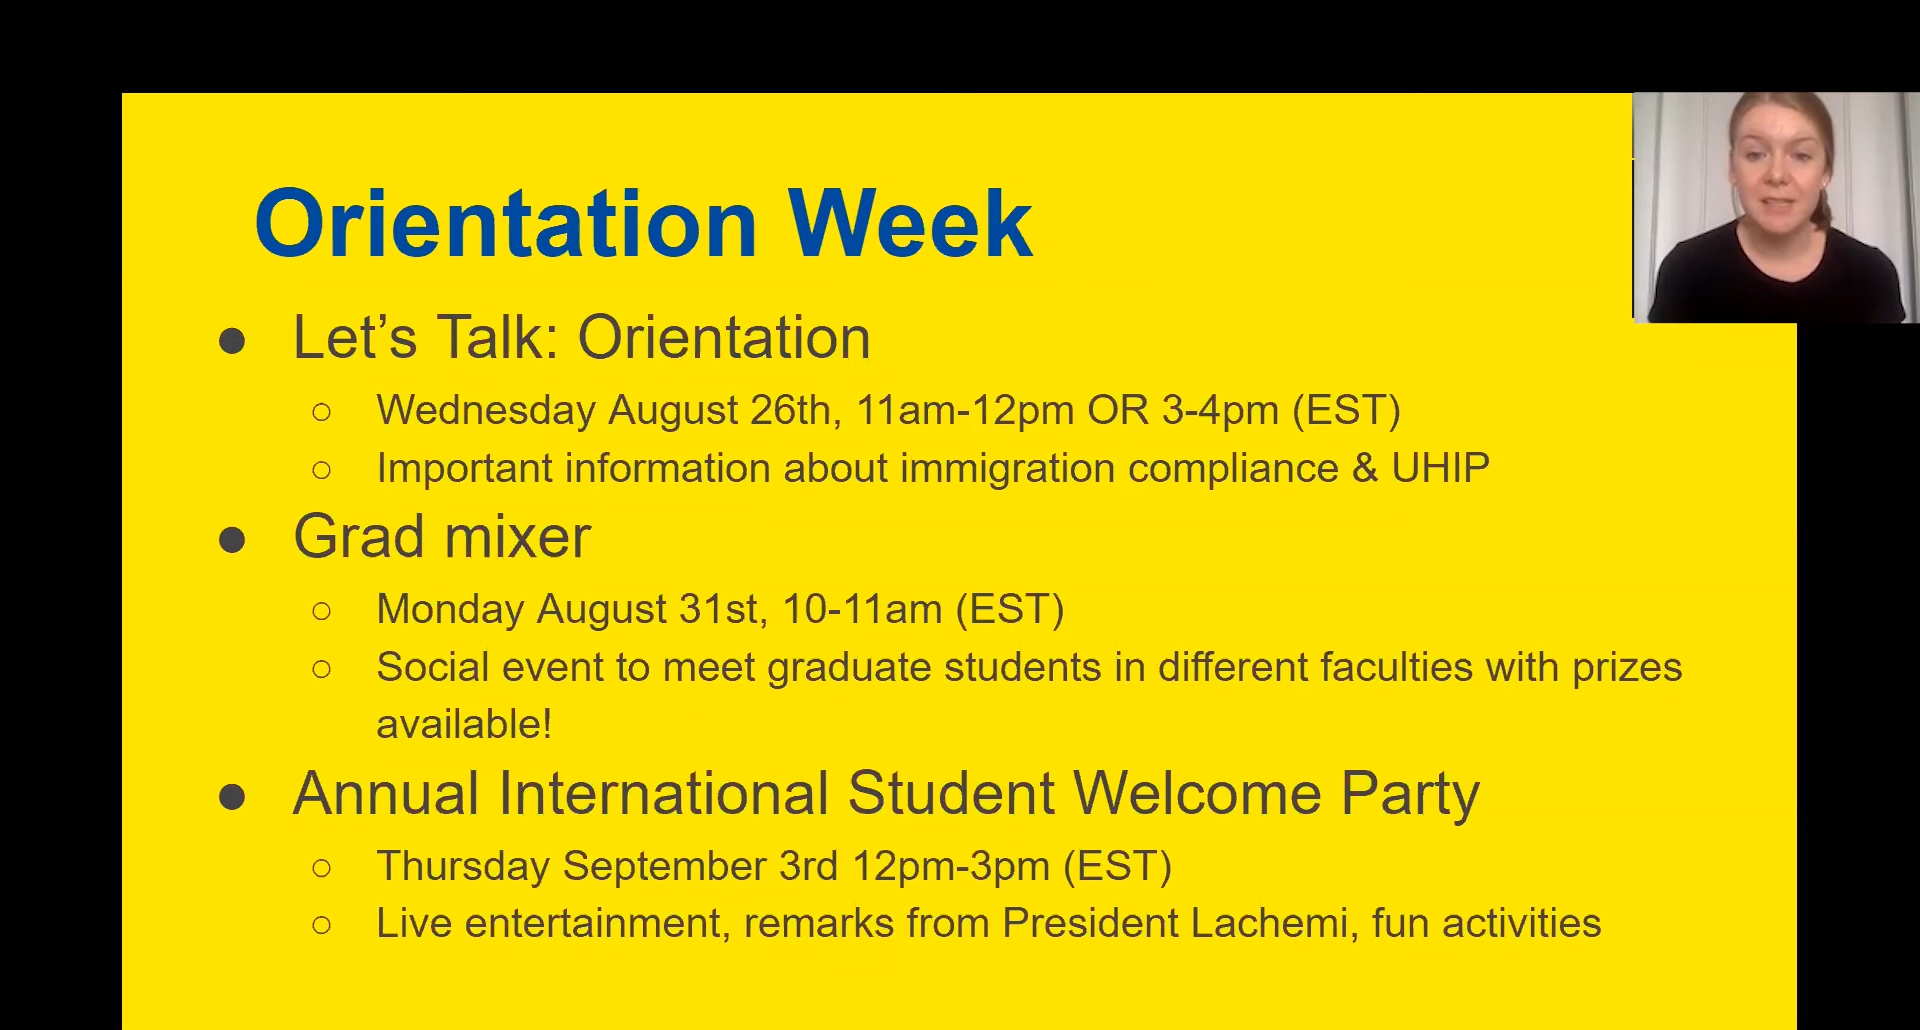 Orientation Week
● Let’s Talk: Orientation
○ Wednesday August 26th, 11am-12pm OR 3-4pm (EST)
○ Important information about immigration compliance & UHIP
● Grad mixer
○ Monday August 31st, 10-11am (EST)
○ Social event to meet graduate students in different faculties with prizes
available!
● Annual International Student Welcome Party
○ Thursday September 3rd 12pm-3pm (EST)
○ Live entertainment, remarks from President Lachemi, fun activities